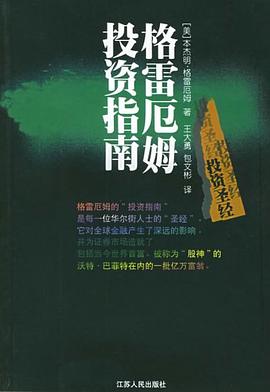 [美]本杰明·格雷厄姆 著
王大勇 包文彬 译
格雷厄姆
投资指南
投资圣经
格雷厄姆的“投资指南”
是每一位华尔街人士的“圣经”。
它对全球金融产生了深远的影响，
并为证券市场造就了
包括当今世界首富、被称为“股神”的
沃特·巴菲特在内的一批亿万富翁。
江苏人民出版社